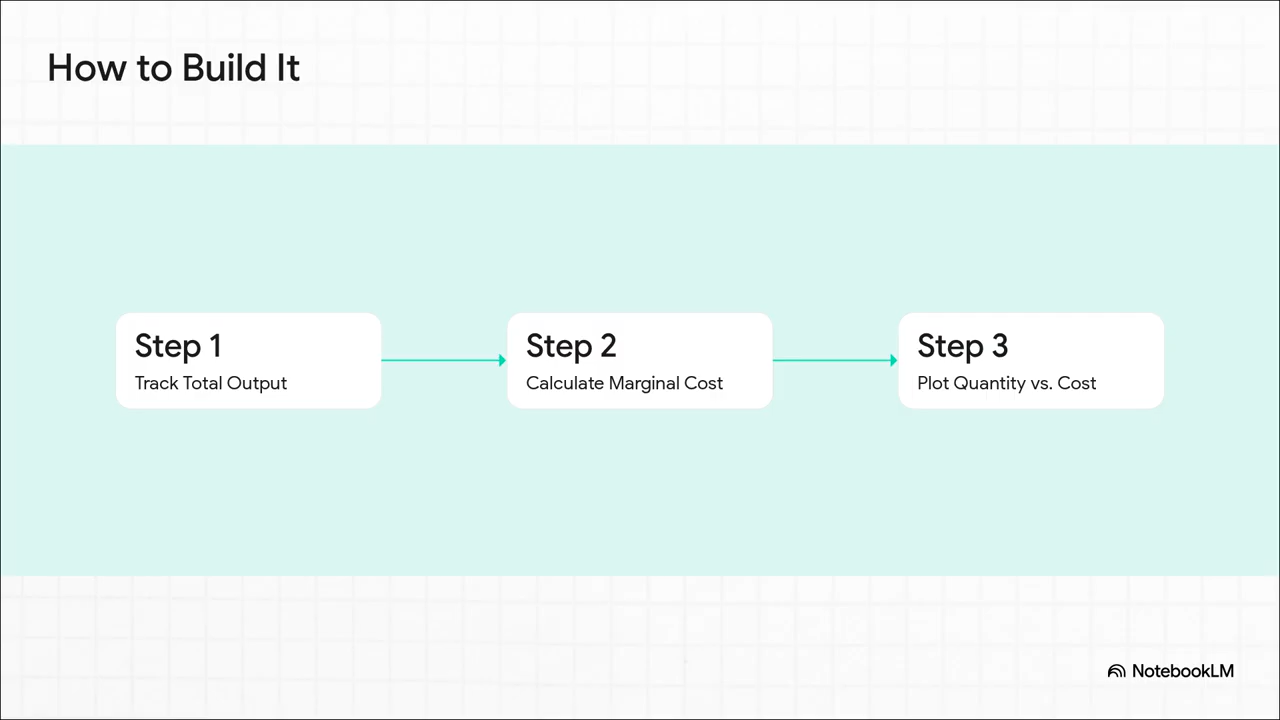 How to Build It
Step 1
Track Total Output
Step 2
Calculate Marginal Cost
Step 3
Plot Quantity vs. Cost
NotebookLM